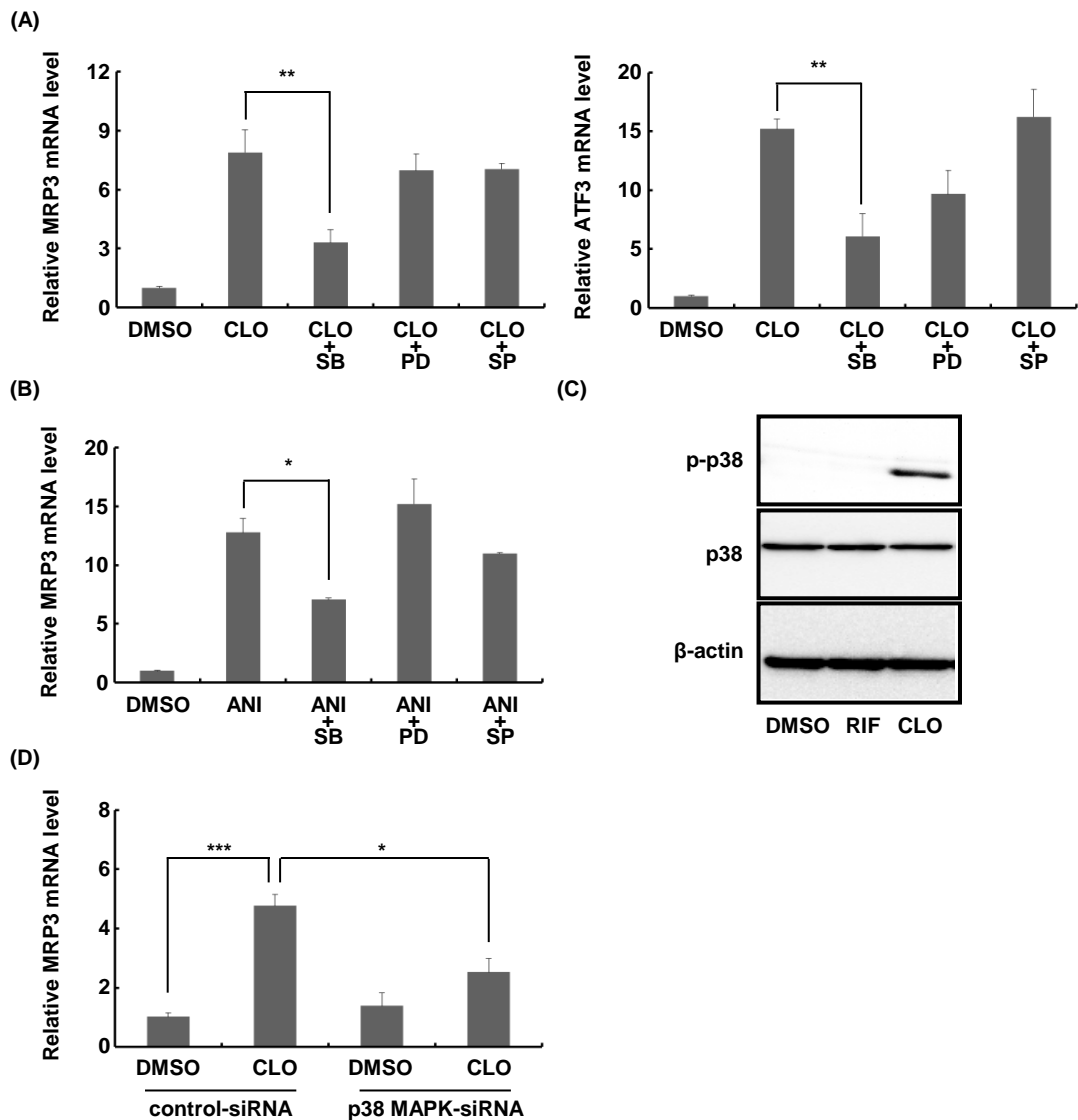 (A)
Relative MRP3 mRNA level
12
9
6
3
0
**
DMSO
CLO
CLO
+
SB
CLO
+
PD
CLO
+
SP
Relative ATF3 mRNA level
20
15
10
5
0
**
DMSO
CLO
CLO
+
SB
CLO
+
PD
CLO
+
SP
(B)
Relative MRP3 mRNA level
20
15
10
5
0
*
DMSO
ANI
ANI
+
SB
ANI
+
PD
ANI
+
SP
(C)
p-p38
p38
β-actin
DMSO RIF CLO
(D)
Relative MRP3 mRNA level
8
6
4
2
0
***
*
DMSO CLO DMSO CLO
control-siRNA p38 MAPK-siRNA